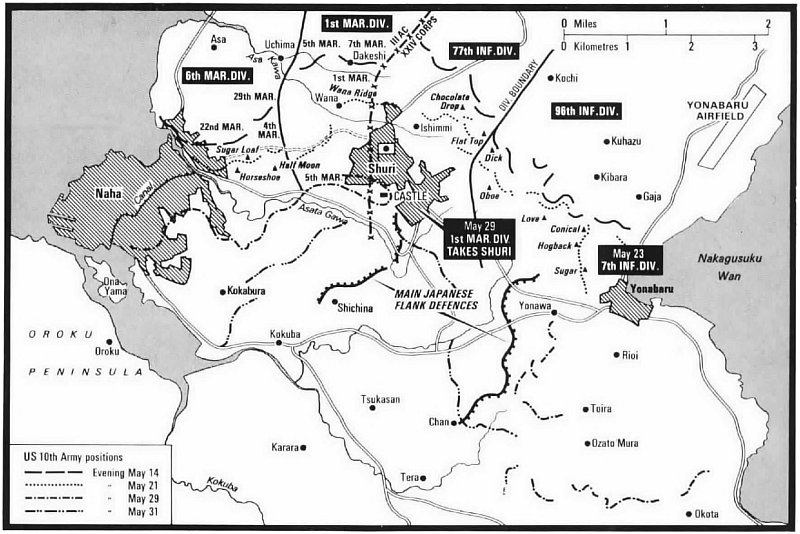 1st MAR. DIV.
0 Miles 1 2
0 Kilometres 1 2 3
Asa
Uchima
5th MAR.
7th MAR.
Dakeshi
III AC
XXIV CORPS
77th INF. DIV.
6th MAR. DIV.
Asa Kawa
1st MAR.
Wana Ridge
Kochi
29th MAR.
Wana
Chocolate
Drop
DIV. BOUNDARY
96th INF. DIV.
YONABARU
AIRFIELD
22nd MAR.
4th
MAR.
Ishimmi
Flat Top
Kuhazu
Sugar Loaf
Half Moon
Horseshoe
Shuri
Dick
Kibara
Naha
Canal
5th MAR.
CASTLE
Oboe
Gaja
Asata Gawa
May 29
1st MAR. DIV.
TAKES SHURI
Lova
Conical
Hogback
Sugar
May 23
7th INF. DIV.
Nakagusuku
Wan
Ona
Yama
Kokabura
Shichina
MAIN JAPANESE
FLANK DEFENCES
Yonabaru
Yonawa
OROKU
Oroku
PENINSULA
Kokuba
Rioi
Tsukasan
Chan
Toira
Ozato Mura
Karara
Tera
Kokuba
Okota
US 10th Army positions
Evening May 14
" May 21
" May 29
" May 31